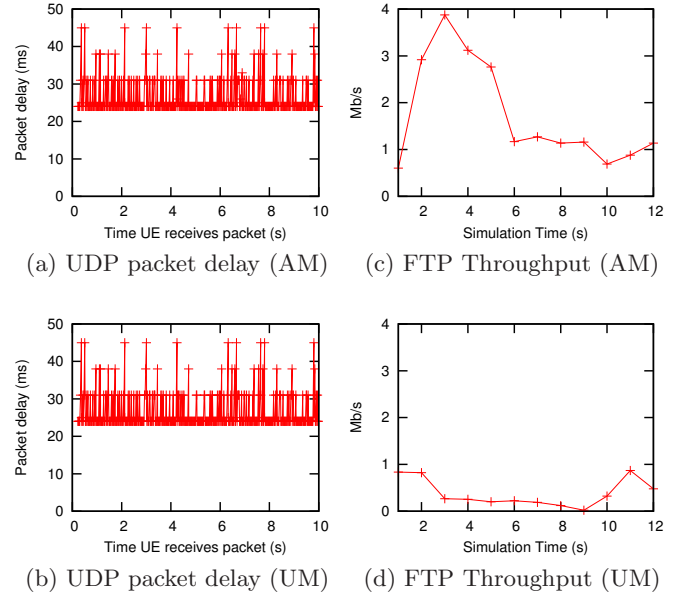 50
40
30
20
10
0
Packet delay (ms)
0 2 4 6 8 10
Time UE receives packet (s)
(a) UDP packet delay (AM)
4
3
2
1
0
Mb/s
2 4 6 8 10 12
Simulation Time (s)
(c) FTP Throughput (AM)
50
40
30
20
10
0
Packet delay (ms)
0 2 4 6 8 10
Time UE receives packet (s)
(b) UDP packet delay (UM)
4
3
2
1
0
Mb/s
2 4 6 8 10 12
Simulation Time (s)
(d) FTP Throughput (UM)